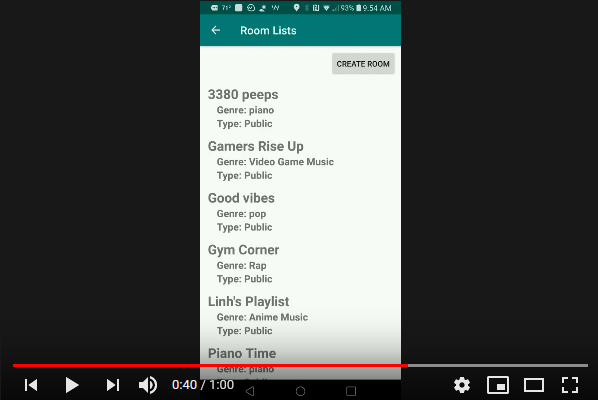 71° 93% 9:54 AM
Room Lists
CREATE ROOM
3380 peeps
Genre: piano
Type: Public
Gamers Rise Up
Genre: Video Game Music
Type: Public
Good vibes
Genre: pop
Type: Public
Gym Corner
Genre: Rap
Type: Public
Linh's Playlist
Genre: Anime Music
Type: Public
Piano Time
Genre: piano
0:40 / 1:00